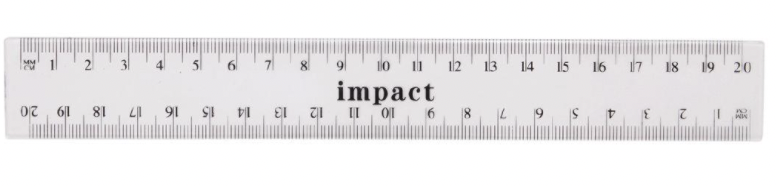 MM
CM 1 2 3 4 5 6 7 8 9 10 11 12 13 14 15 16 17 18 19 20
impact
20 19 18 17 16 15 14 13 12 11 10 9 8 7 6 5 4 3 2 1 MM
CM